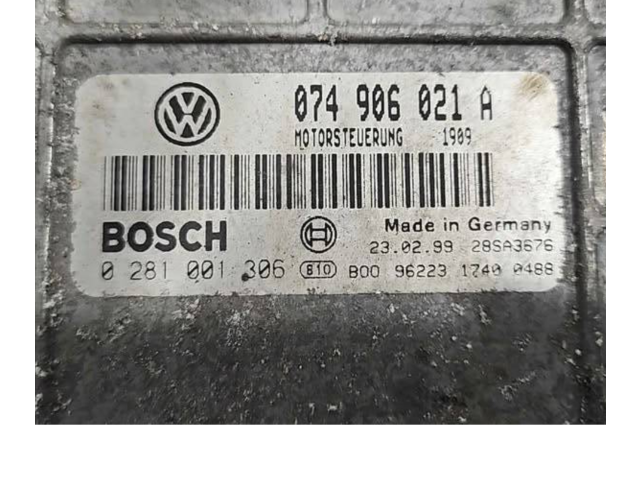 074 906 021 A
MOTORSTEUERUNG 1909
BOSCH
Made in Germany
23.02.99 28SA3676
0 281 001 306 810 B00 96223 1740 0488